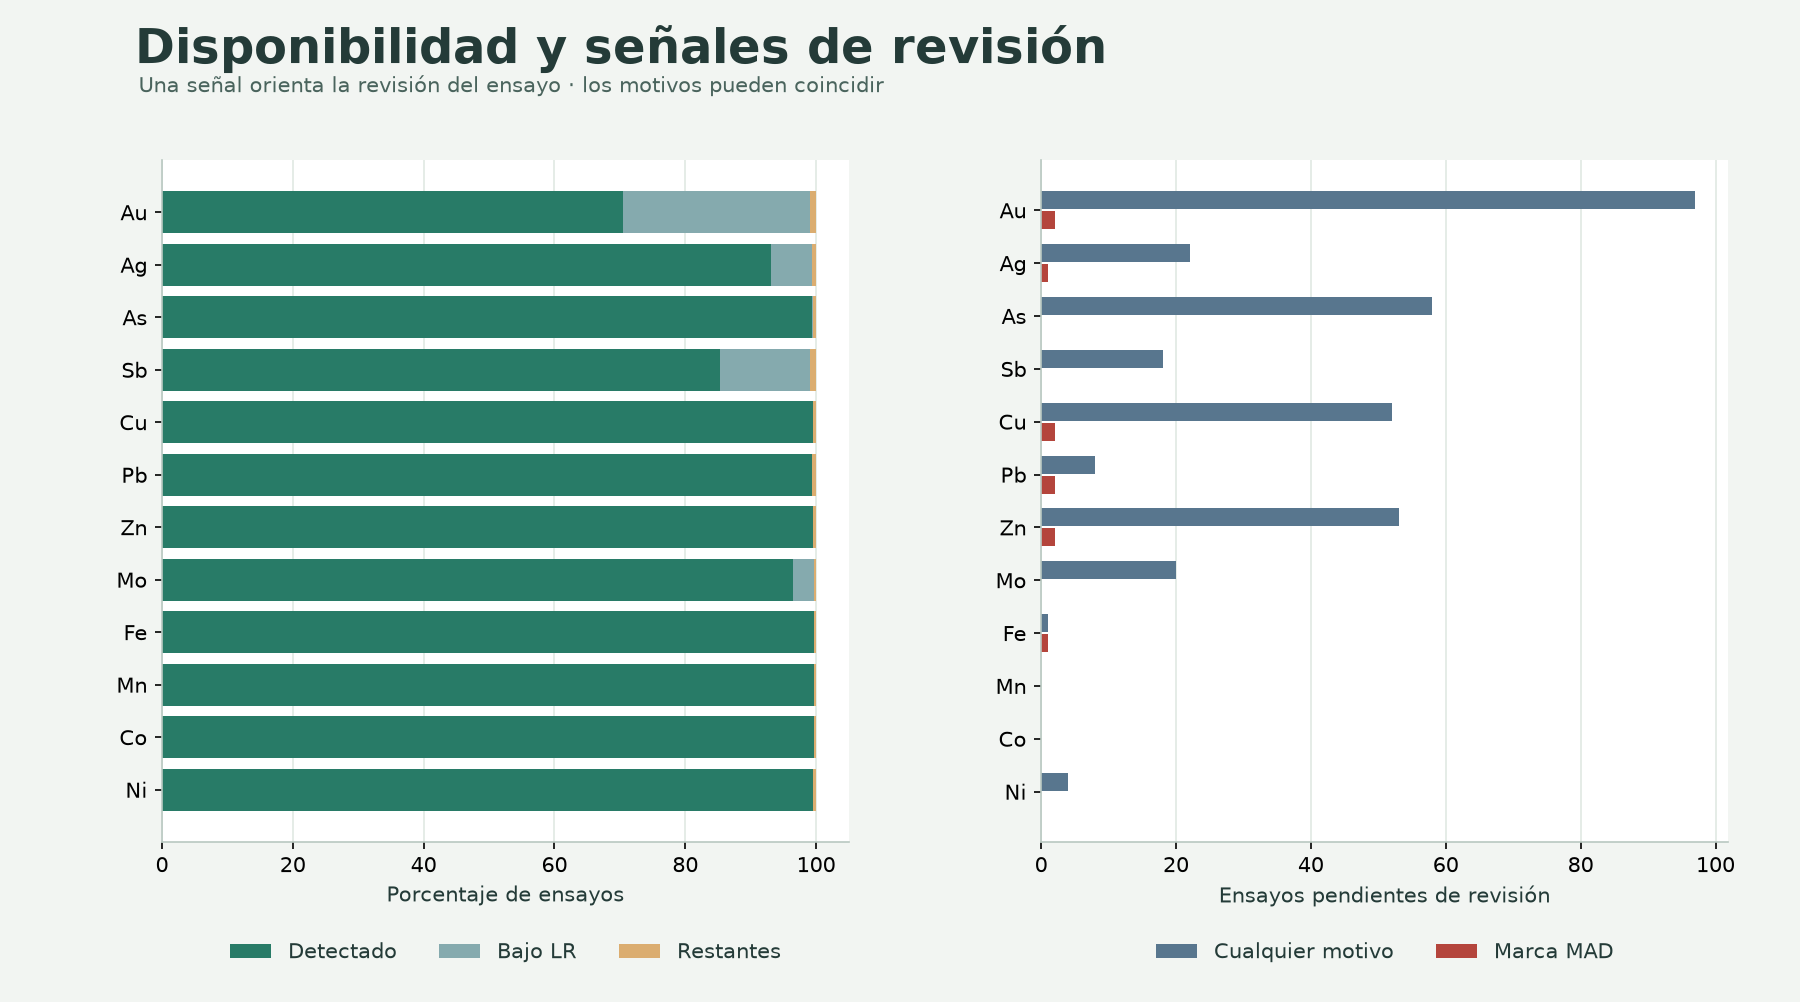 Disponibilidad y señales de revisión
Una señal orienta la revisión del ensayo · los motivos pueden coincidir
Au
Ag
As
Sb
Cu
Pb
Zn
Mo
Fe
Mn
Co
Ni
0 20 40 60 80 100
Porcentaje de ensayos
Detectado Bajo LR Restantes
Au
Ag
As
Sb
Cu
Pb
Zn
Mo
Fe
Mn
Co
Ni
0 20 40 60 80 100
Ensayos pendientes de revisión
Cualquier motivo Marca MAD